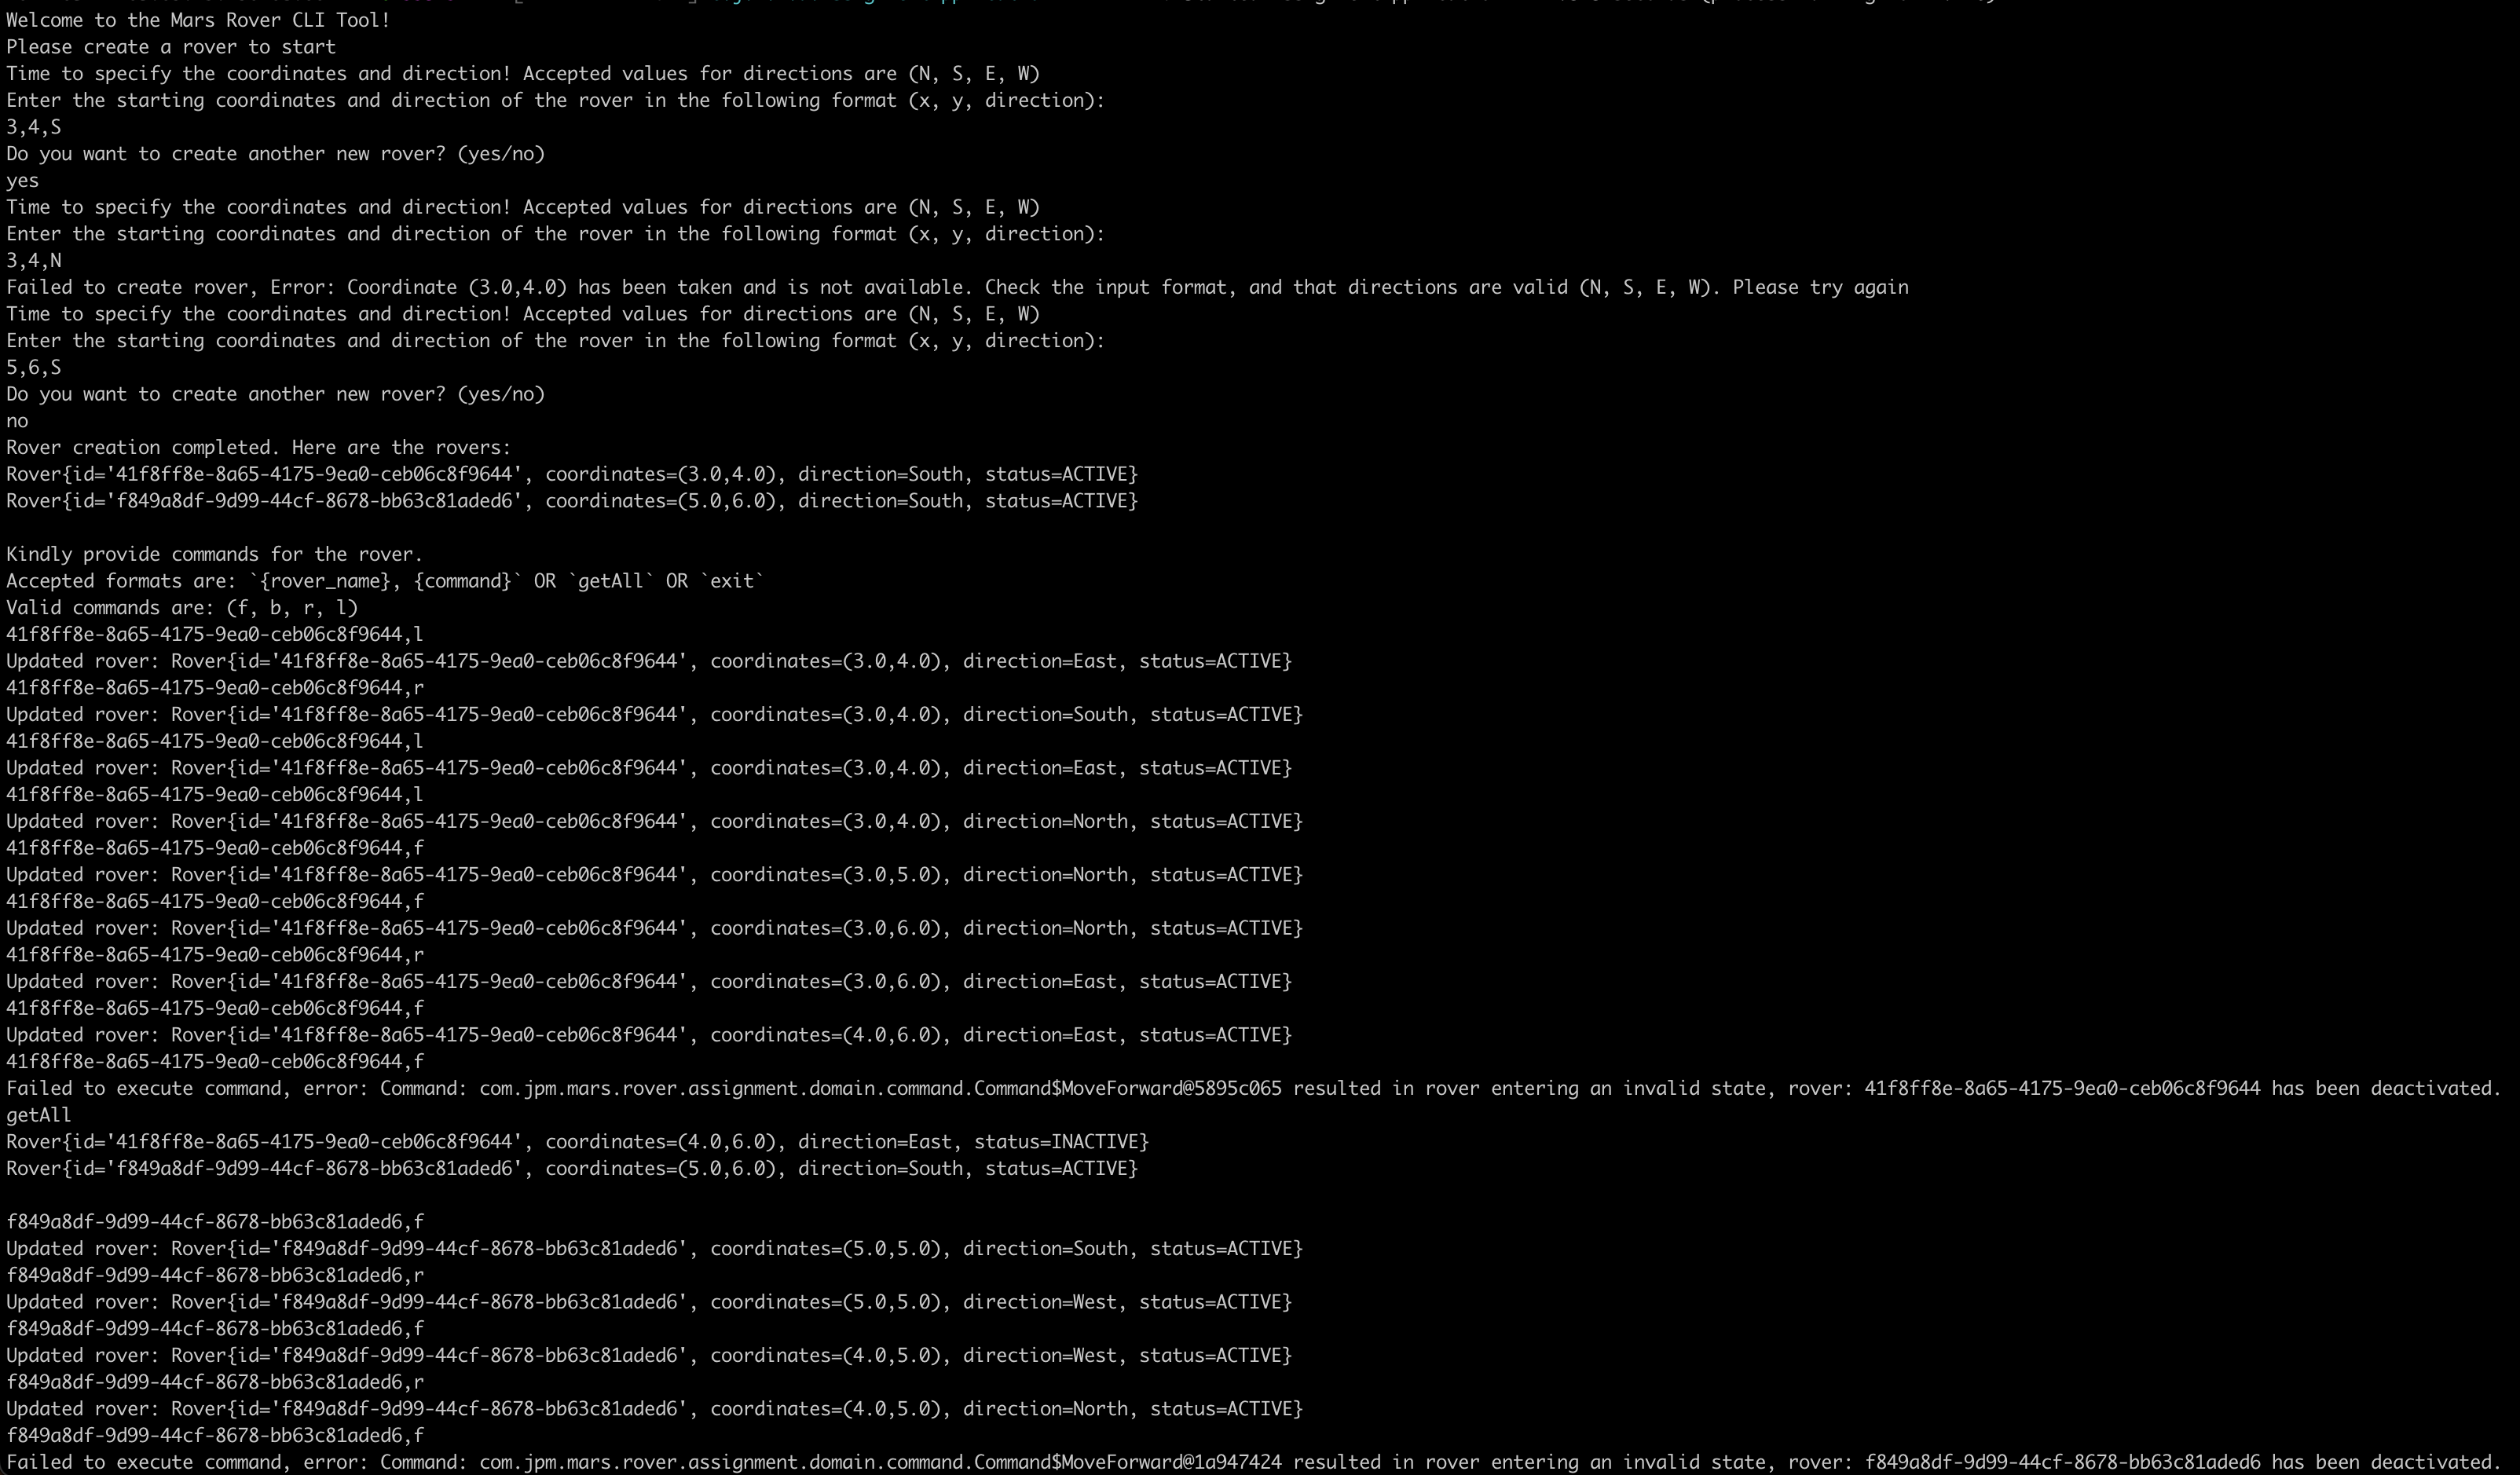 Welcome to the Mars Rover CLI Tool!
Please create a rover to start
Time to specify the coordinates and direction! Accepted values for directions are (N, S, E, W)
Enter the starting coordinates and direction of the rover in the following format (x, y, direction):
3,4,S
Do you want to create another new rover? (yes/no)
yes
Time to specify the coordinates and direction! Accepted values for directions are (N, S, E, W)
Enter the starting coordinates and direction of the rover in the following format (x, y, direction):
3,4,N
Failed to create rover, Error: Coordinate (3.0,4.0) has been taken and is not available. Check the input format, and that directions are valid (N, S, E, W). Please try again
Time to specify the coordinates and direction! Accepted values for directions are (N, S, E, W)
Enter the starting coordinates and direction of the rover in the following format (x, y, direction):
5,6,S
Do you want to create another new rover? (yes/no)
no
Rover creation completed. Here are the rovers:
Rover{id='41f8ff8e-8a65-4175-9ea0-ceb06c8f9644', coordinates=(3.0,4.0), direction=South, status=ACTIVE}
Rover{id='f849a8df-9d99-44cf-8678-bb63c81aded6', coordinates=(5.0,6.0), direction=South, status=ACTIVE}
Kindly provide commands for the rover.
Accepted formats are: `{rover_name}, {command}` OR `getAll` OR `exit`
Valid commands are: (f, b, r, l)
41f8ff8e-8a65-4175-9ea0-ceb06c8f9644,l
Updated rover: Rover{id='41f8ff8e-8a65-4175-9ea0-ceb06c8f9644', coordinates=(3.0,4.0), direction=East, status=ACTIVE}
41f8ff8e-8a65-4175-9ea0-ceb06c8f9644,r
Updated rover: Rover{id='41f8ff8e-8a65-4175-9ea0-ceb06c8f9644', coordinates=(3.0,4.0), direction=South, status=ACTIVE}
41f8ff8e-8a65-4175-9ea0-ceb06c8f9644,l
Updated rover: Rover{id='41f8ff8e-8a65-4175-9ea0-ceb06c8f9644', coordinates=(3.0,4.0), direction=East, status=ACTIVE}
41f8ff8e-8a65-4175-9ea0-ceb06c8f9644,l
Updated rover: Rover{id='41f8ff8e-8a65-4175-9ea0-ceb06c8f9644', coordinates=(3.0,4.0), direction=North, status=ACTIVE}
41f8ff8e-8a65-4175-9ea0-ceb06c8f9644,f
Updated rover: Rover{id='41f8ff8e-8a65-4175-9ea0-ceb06c8f9644', coordinates=(3.0,5.0), direction=North, status=ACTIVE}
41f8ff8e-8a65-4175-9ea0-ceb06c8f9644,f
Updated rover: Rover{id='41f8ff8e-8a65-4175-9ea0-ceb06c8f9644', coordinates=(3.0,6.0), direction=North, status=ACTIVE}
41f8ff8e-8a65-4175-9ea0-ceb06c8f9644,r
Updated rover: Rover{id='41f8ff8e-8a65-4175-9ea0-ceb06c8f9644', coordinates=(3.0,6.0), direction=East, status=ACTIVE}
41f8ff8e-8a65-4175-9ea0-ceb06c8f9644,f
Updated rover: Rover{id='41f8ff8e-8a65-4175-9ea0-ceb06c8f9644', coordinates=(4.0,6.0), direction=East, status=ACTIVE}
41f8ff8e-8a65-4175-9ea0-ceb06c8f9644,f
Failed to execute command, error: Command: com.jpm.mars.rover.assignment.domain.command.Command$MoveForward@5895c065 resulted in rover entering an invalid state, rover: 41f8ff8e-8a65-4175-9ea0-ceb06c8f9644 has been deactivated.
getAll
Rover{id='41f8ff8e-8a65-4175-9ea0-ceb06c8f9644', coordinates=(4.0,6.0), direction=East, status=INACTIVE}
Rover{id='f849a8df-9d99-44cf-8678-bb63c81aded6', coordinates=(5.0,6.0), direction=South, status=ACTIVE}
f849a8df-9d99-44cf-8678-bb63c81aded6,f
Updated rover: Rover{id='f849a8df-9d99-44cf-8678-bb63c81aded6', coordinates=(5.0,5.0), direction=South, status=ACTIVE}
f849a8df-9d99-44cf-8678-bb63c81aded6,r
Updated rover: Rover{id='f849a8df-9d99-44cf-8678-bb63c81aded6', coordinates=(5.0,5.0), direction=West, status=ACTIVE}
f849a8df-9d99-44cf-8678-bb63c81aded6,f
Updated rover: Rover{id='f849a8df-9d99-44cf-8678-bb63c81aded6', coordinates=(4.0,5.0), direction=West, status=ACTIVE}
f849a8df-9d99-44cf-8678-bb63c81aded6,r
Updated rover: Rover{id='f849a8df-9d99-44cf-8678-bb63c81aded6', coordinates=(4.0,5.0), direction=North, status=ACTIVE}
f849a8df-9d99-44cf-8678-bb63c81aded6,f
Failed to execute command, error: Command: com.jpm.mars.rover.assignment.domain.command.Command$MoveForward@1a947424 resulted in rover entering an invalid state, rover: f849a8df-9d99-44cf-8678-bb63c81aded6 has been deactivated.